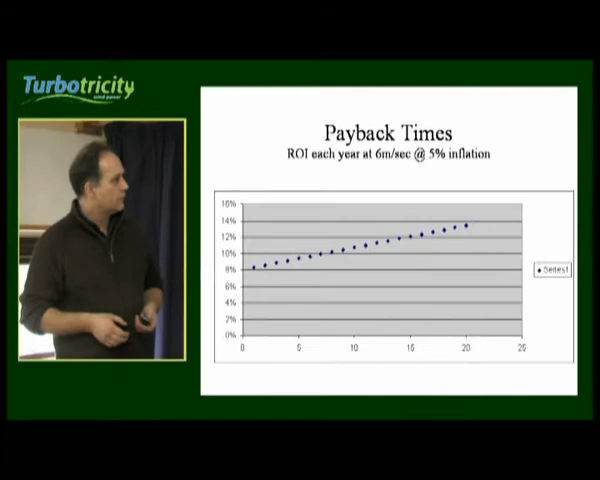 Turbotricity
wind power
Payback Times
ROI each year at 6m/sec @ 5% inflation
16%
14%
12%
10%
8%
6%
4%
2%
0%
0 5 10 15 20 25
Series1